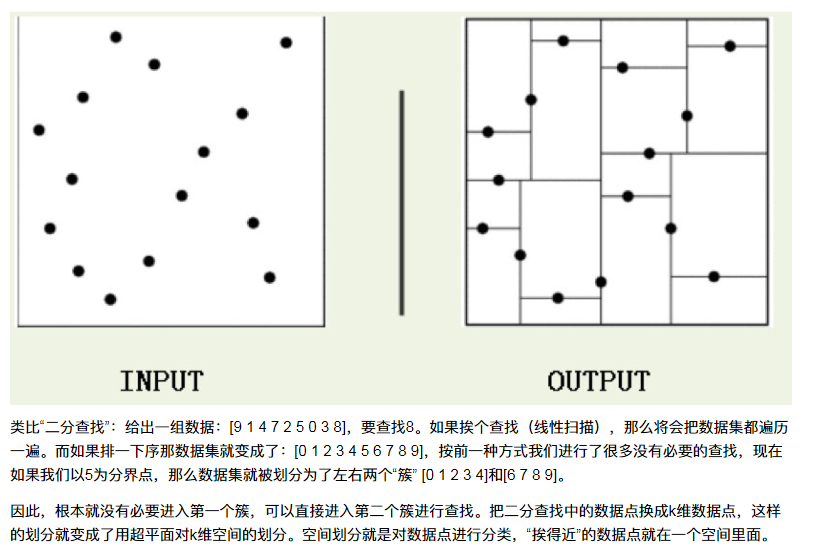 INPUT
OUTPUT
类比“二分查找”：给出一组数据：[9 1 4 7 2 5 0 3 8]，要查找8。如果挨个查找（线性扫描），那么将会把数据集都遍历
一遍。而如果排一下序那数据集就变成了：[0 1 2 3 4 5 6 7 8 9]，按前一种方式我们进行了很多没有必要的查找，现在
如果我们以5为分界点，那么数据集就被划分为了左右两个“簇” [0 1 2 3 4]和[6 7 8 9]。
因此，根本就没有必要进入第一个簇，可以直接进入第二个簇进行查找。把二分查找中的数据点换成k维数据点，这样
的划分就变成了用超平面对k维空间的划分。空间划分就是对数据点进行分类，“挨得近”的数据点就在一个空间里面。